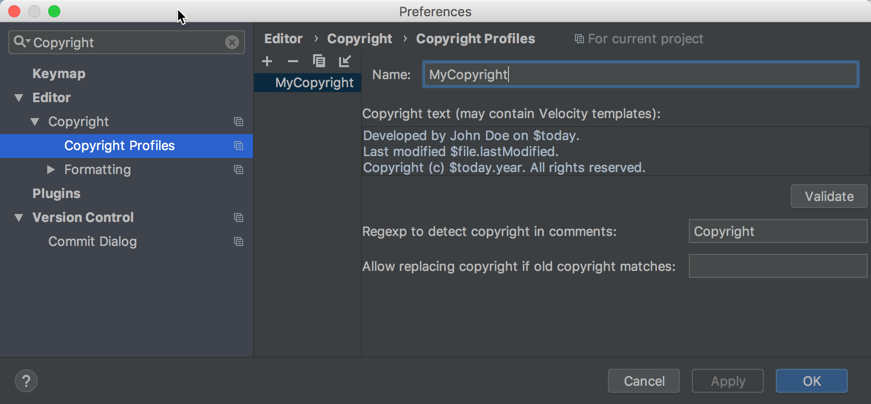 Preferences
Copyright
Keymap
Editor
Copyright
Copyright Profiles
Formatting
Plugins
Version Control
Commit Dialog
Editor › Copyright › Copyright Profiles For current project
MyCopyright
Name: MyCopyright
Copyright text (may contain Velocity templates):
Developed by John Doe on $today.
Last modified $file.lastModified.
Copyright (c) $today.year. All rights reserved.
Validate
Regexp to detect copyright in comments: Copyright
Allow replacing copyright if old copyright matches:
? Cancel Apply OK